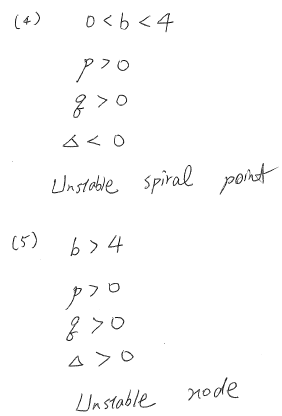 (4) 0 < b < 4
p > 0
q > 0
Δ < 0
Unstable spiral point
(5) b > 4
p > 0
q > 0
Δ > 0
Unstable node